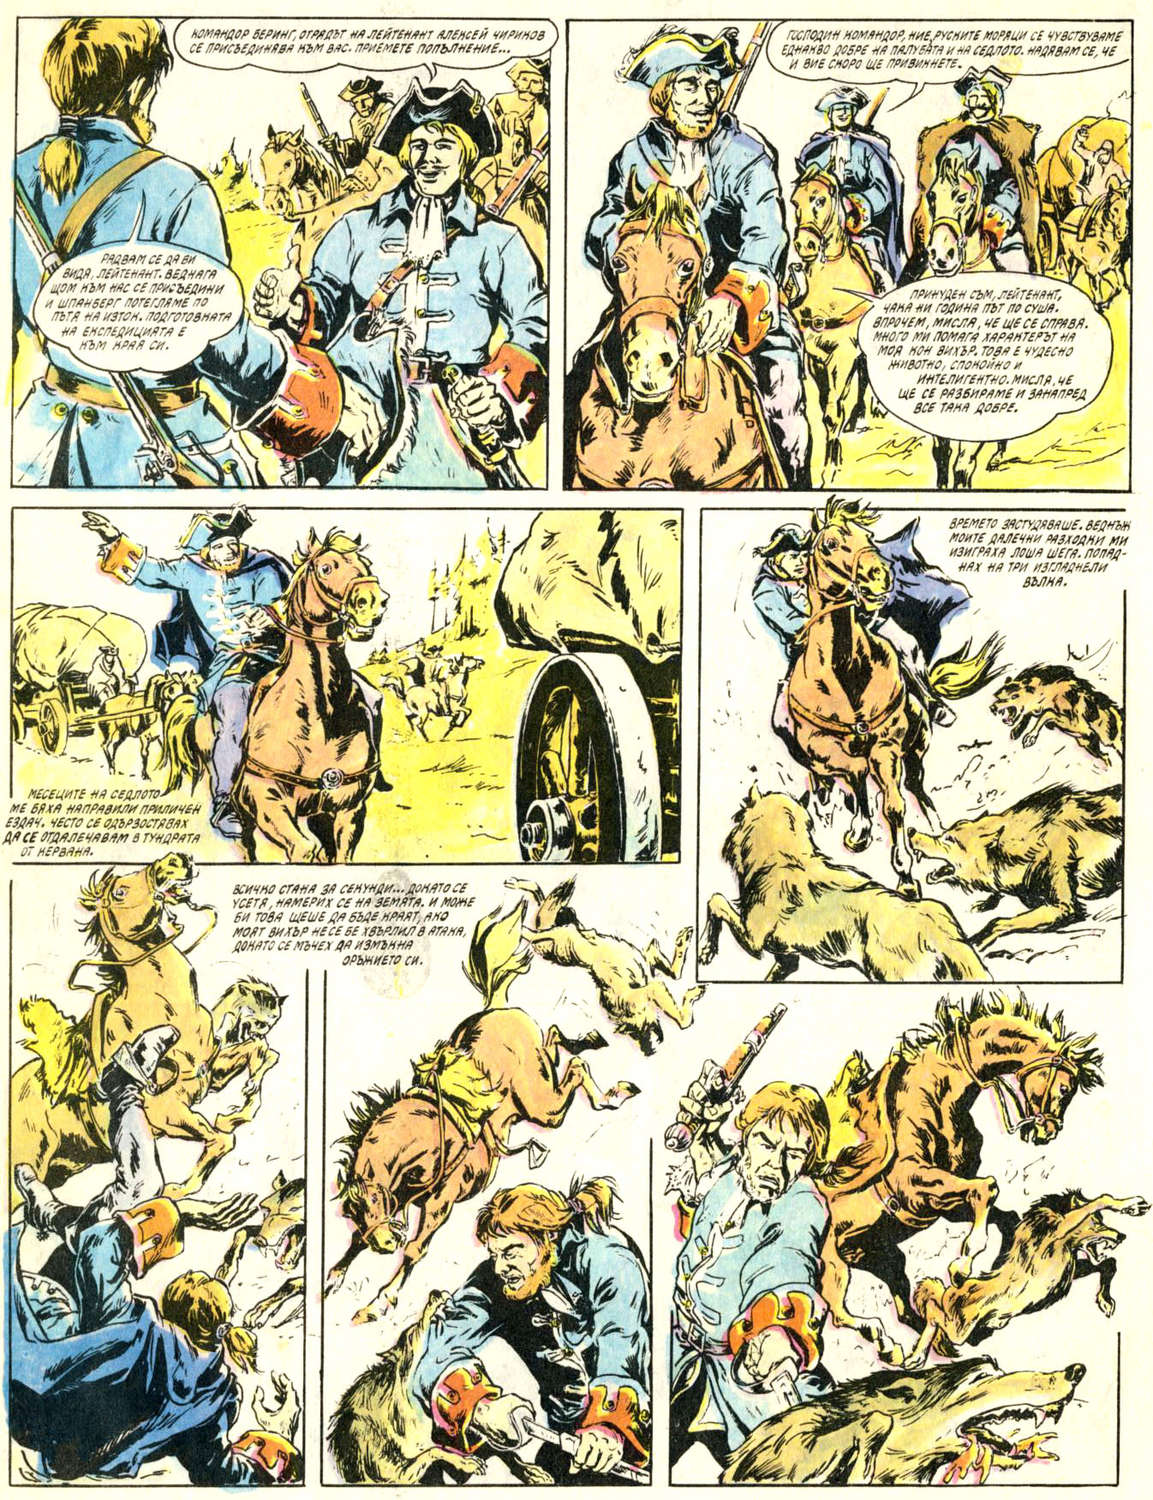 КОМАНДОР БЕРИНГ, ОТРЯДЪТ НА ЛЕЙТЕНАНТ АЛЕКСЕЙ ЧИРИКОВ
СЕ ПРИСЪЕДИНЯВА КЪМ ВАС. ПРИЕМЕТЕ ПОПЪЛНЕНИЕ...
РАДВАМ СЕ ДА ВИ
ВИДЯ, ЛЕЙТЕНАНТ. ВЕДНАГА
ЩОМ КЪМ НАС СЕ ПРИСЪЕДИНИ
И ШПАНБЕРГ ПОТЕГЛЯМЕ ПО
ПЪТЯ НА ИЗТОК. ПОДГОТОВКАТА
НА ЕКСПЕДИЦИЯТА Е
КЪМ КРАЯ СИ.
ГОСПОДИН КОМАНДОР, НИЕ, РУСКИТЕ МОРЯЦИ СЕ ЧУВСТВУВАМЕ
ЕДНАКВО ДОБРЕ НА ПАЛУБАТА И НА СЕДЛОТО. НАДЯВАМ СЕ, ЧЕ
И ВИЕ СКОРО ЩЕ ПРИВИКНЕТЕ.
ПРИНУДЕН СЪМ, ЛЕЙТЕНАНТ,
ЧАКА НИ ГОДИНА ПЪТ ПО СУША.
ВПРОЧЕМ, МИСЛЯ, ЧЕ ЩЕ СЕ СПРАВЯ.
МНОГО МИ ПОМАГА ХАРАКТЕРЪТ НА
МОЯ КОН ВИХЪР. ТОВА Е ЧУДЕСНО
ЖИВОТНО, СПОКОЙНО И
ИНТЕЛИГЕНТНО. МИСЛЯ, ЧЕ
ЩЕ СЕ РАЗБИРАМЕ И ЗАНАПРЕД
ВСЕ ТАКА ДОБРЕ.
МЕСЕЦИТЕ НА СЕДЛОТО
МЕ БЯХА НАПРАВИЛИ ПРИЛИЧЕН
ЕЗДАЧ. ЧЕСТО СЕ ОДЪРЗОСТЯВАХ
ДА СЕ ОТДАЛЕЧАВАМ В ТУНДРАТА
ОТ КЕРВАНА.
ВРЕМЕТО ЗАСТУДЯВАШЕ. ВЕДНЪЖ
МОИТЕ ДАЛЕЧНИ РАЗХОДКИ МИ
ИЗИГРАХА ЛОША ШЕГА. ПОПАД-
НАХ НА ТРИ ИЗГЛАДНЕЛИ
ВЪЛКА.
ВСИЧКО СТАНА ЗА СЕКУНДИ... ДОКАТО СЕ
УСЕТЯ, НАМЕРИХ СЕ НА ЗЕМЯТА. И МОЖЕ
БИ ТОВА ЩЕШЕ ДА БЪДЕ КРАЯТ, АКО
МОЯТ ВИХЪР НЕ СЕ БЕ ХВЪРЛИЛ В АТАКА,
ДОКАТО СЕ МЪЧЕХ ДА ИЗМЪКНА
ОРЪЖИЕТО СИ.